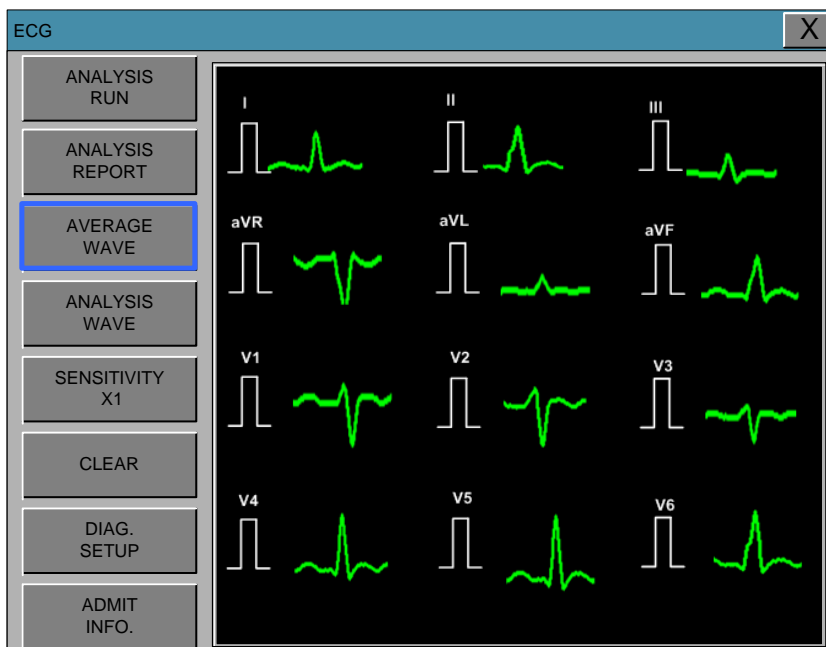 ECG
X
ANALYSIS
RUN
ANALYSIS
REPORT
AVERAGE
WAVE
ANALYSIS
WAVE
SENSITIVITY
X1
CLEAR
DIAG.
SETUP
ADMIT
INFO.
I
II
III
aVR
aVL
aVF
V1
V2
V3
V4
V5
V6